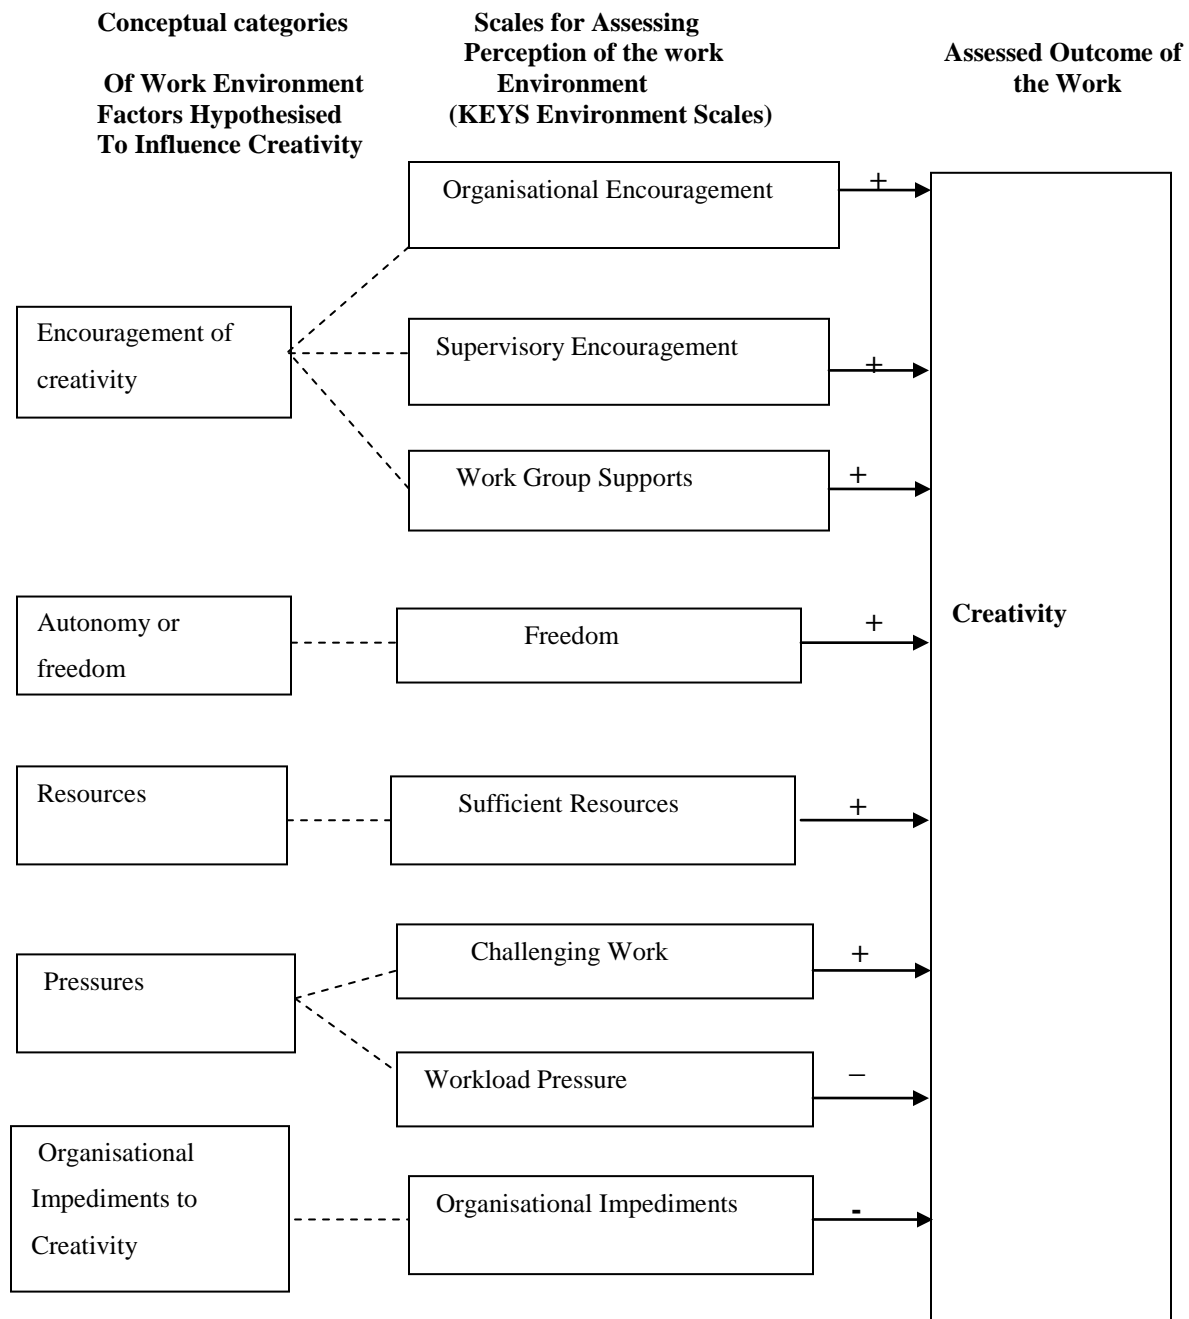 Conceptual categories
Of Work Environment
Factors Hypothesised
To Influence Creativity
Scales for Assessing
Perception of the work
Environment
(KEYS Environment Scales)
Assessed Outcome of
the Work
Organisational Encouragement
+
Encouragement of
creativity
Supervisory Encouragement
+
Work Group Supports
+
Autonomy or
freedom
Freedom
+
Creativity
Resources
Sufficient Resources
+
Pressures
Challenging Work
+
Workload Pressure
–
Organisational
Impediments to
Creativity
Organisational Impediments
-